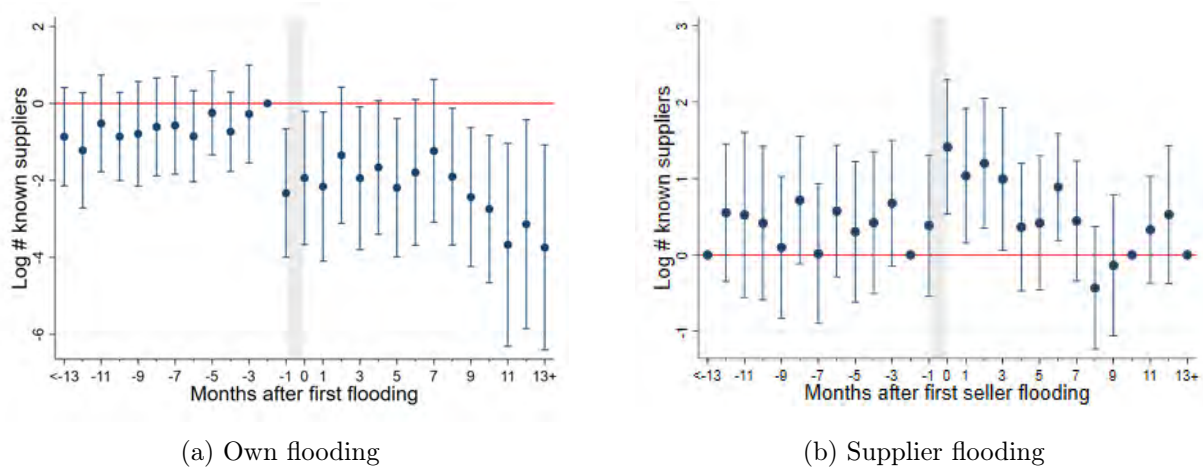 2
0
-2
-4
-6
Log # known suppliers
<-13 -11 -9 -7 -5 -3 -1 0 1 3 5 7 9 11 13+
Months after first flooding
(a) Own flooding
3
2
1
0
-1
Log # known suppliers
<-13 -11 -9 -7 -5 -3 -1 0 1 3 5 7 9 11 13+
Months after first seller flooding
(b) Supplier flooding